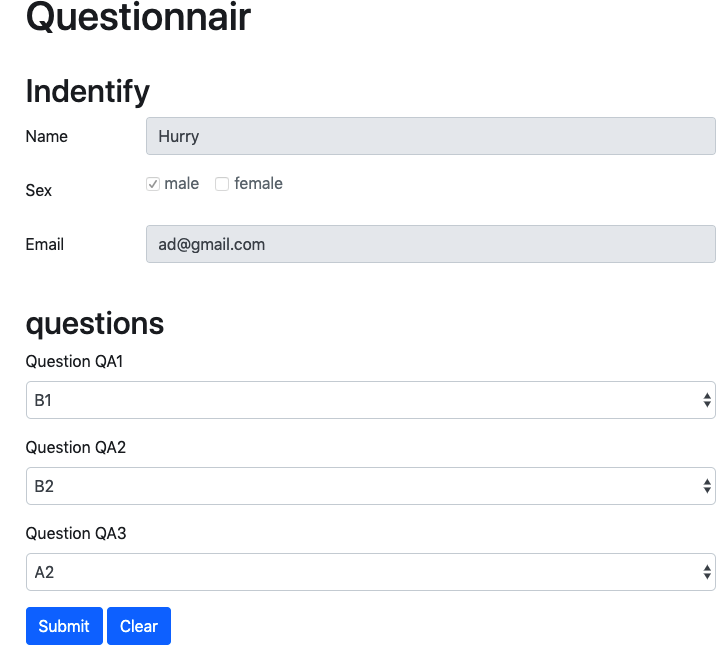 Questionnair
Indentify
Name Hurry
Sex male female
Email ad@gmail.com
questions
Question QA1
B1
Question QA2
B2
Question QA3
A2
Submit Clear